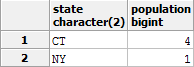 state population
character(2) bigint
1 CT 4
2 NY 1